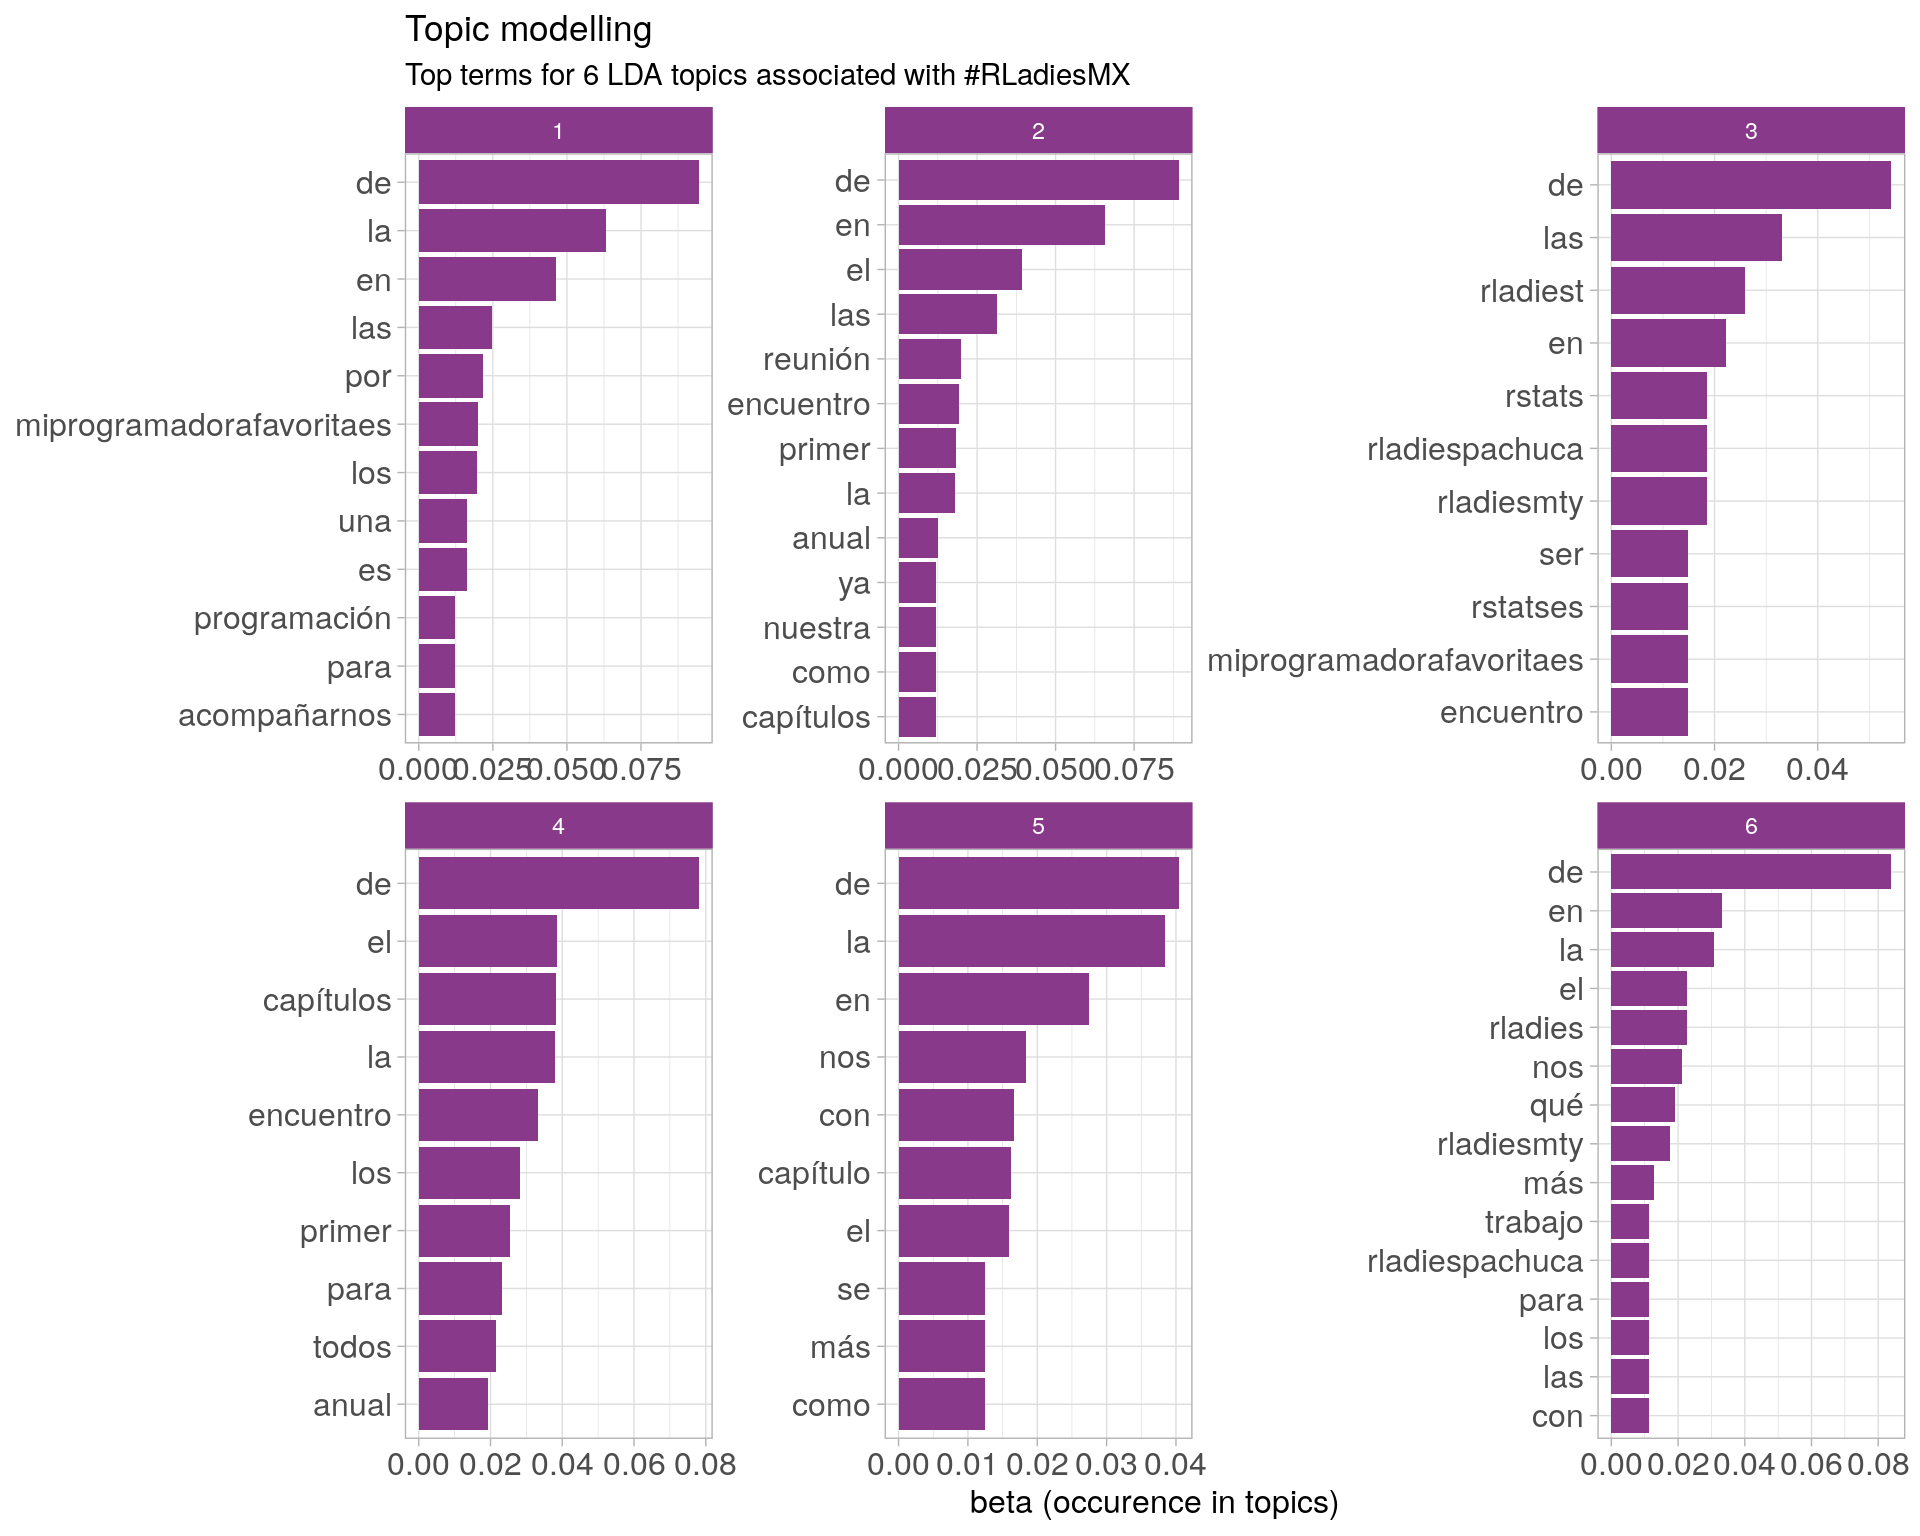 Topic modelling
Top terms for 6 LDA topics associated with #RLadiesMX
1
de
la
en
las
por
miprogramadorafavoritaes
los
una
es
programación
para
acompañarnos
0.000 0.025 0.050 0.075
2
de
en
el
las
reunión
encuentro
primer
la
anual
ya
nuestra
como
capítulos
0.000 0.025 0.050 0.075
3
de
las
rladiest
en
rstats
rladiespachuca
rladiesmty
ser
rstatses
miprogramadorafavoritaes
encuentro
0.00 0.02 0.04
4
de
el
capítulos
la
encuentro
los
primer
para
todos
anual
0.00 0.02 0.04 0.06 0.08
5
de
la
en
nos
con
capítulo
el
se
más
como
0.00 0.01 0.02 0.03 0.04
6
de
en
la
el
rladies
nos
qué
rladiesmty
más
trabajo
rladiespachuca
para
los
las
con
0.00 0.02 0.04 0.06 0.08
beta (occurence in topics)